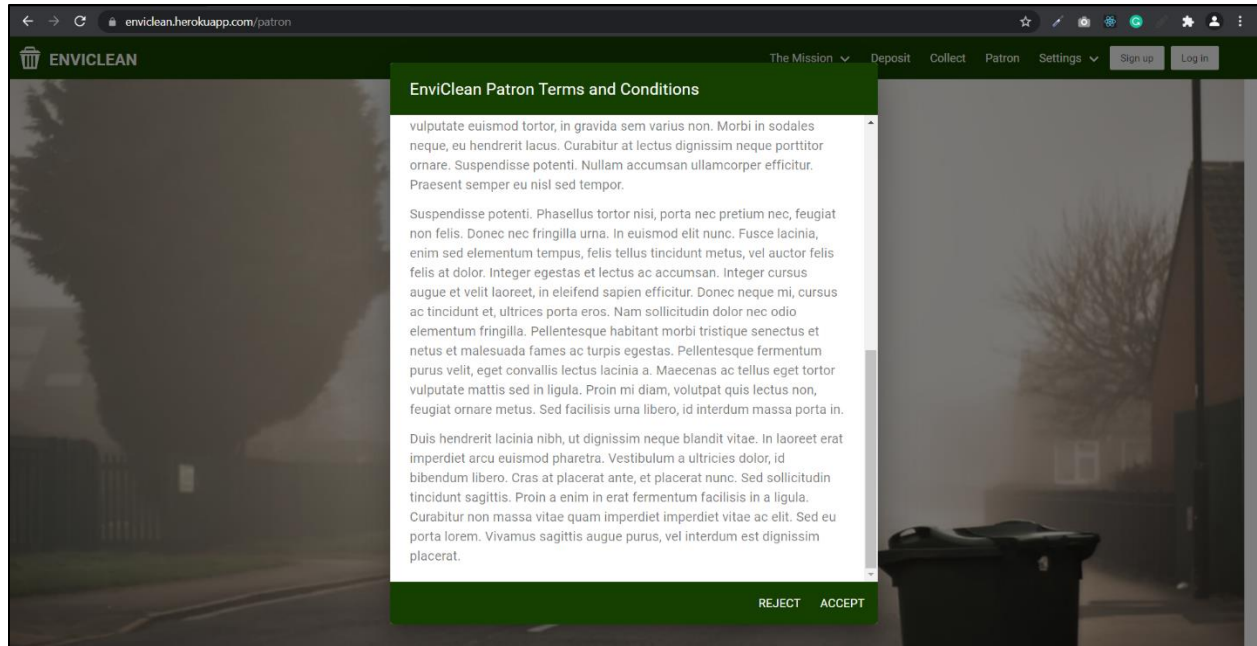 enviclean.herokuapp.com/patron
ENVICLEAN
The Mission Deposit Collect Patron Settings Sign up Log in
EnviClean Patron Terms and Conditions
vulputate euismod tortor, in gravida sem varius non. Morbi in sodales
neque, eu hendrerit lacus. Curabitur at lectus dignissim neque porttitor
ornare. Suspendisse potenti. Nullam accumsan ullamcorper efficitur.
Praesent semper eu nisl sed tempor.
Suspendisse potenti. Phasellus tortor nisi, porta nec pretium nec, feugiat
non felis. Donec nec fringilla urna. In euismod elit nunc. Fusce lacinia,
enim sed elementum tempus, felis tellus tincidunt metus, vel auctor felis
felis at dolor. Integer egestas et lectus ac accumsan. Integer cursus
augue et velit laoreet, in eleifend sapien efficitur. Donec neque mi, cursus
ac tincidunt et, ultrices porta eros. Nam sollicitudin dolor nec odio
elementum fringilla. Pellentesque habitant morbi tristique senectus et
netus et malesuada fames ac turpis egestas. Pellentesque fermentum
purus velit, eget convallis lectus lacinia a. Maecenas ac tellus eget tortor
vulputate mattis sed in ligula. Proin mi diam, volutpat quis lectus non,
feugiat ornare metus. Sed facilisis urna libero, id interdum massa porta in.
Duis hendrerit lacinia nibh, ut dignissim neque blandit vitae. In laoreet erat
imperdiet arcu euismod pharetra. Vestibulum a ultricies dolor, id
bibendum libero. Cras at placerat ante, et placerat nunc. Sed sollicitudin
tincidunt sagittis. Proin a enim in erat fermentum facilisis in a ligula.
Curabitur non massa vitae quam imperdiet imperdiet vitae ac elit. Sed eu
porta lorem. Vivamus sagittis augue purus, vel interdum est dignissim
placerat.
REJECT ACCEPT